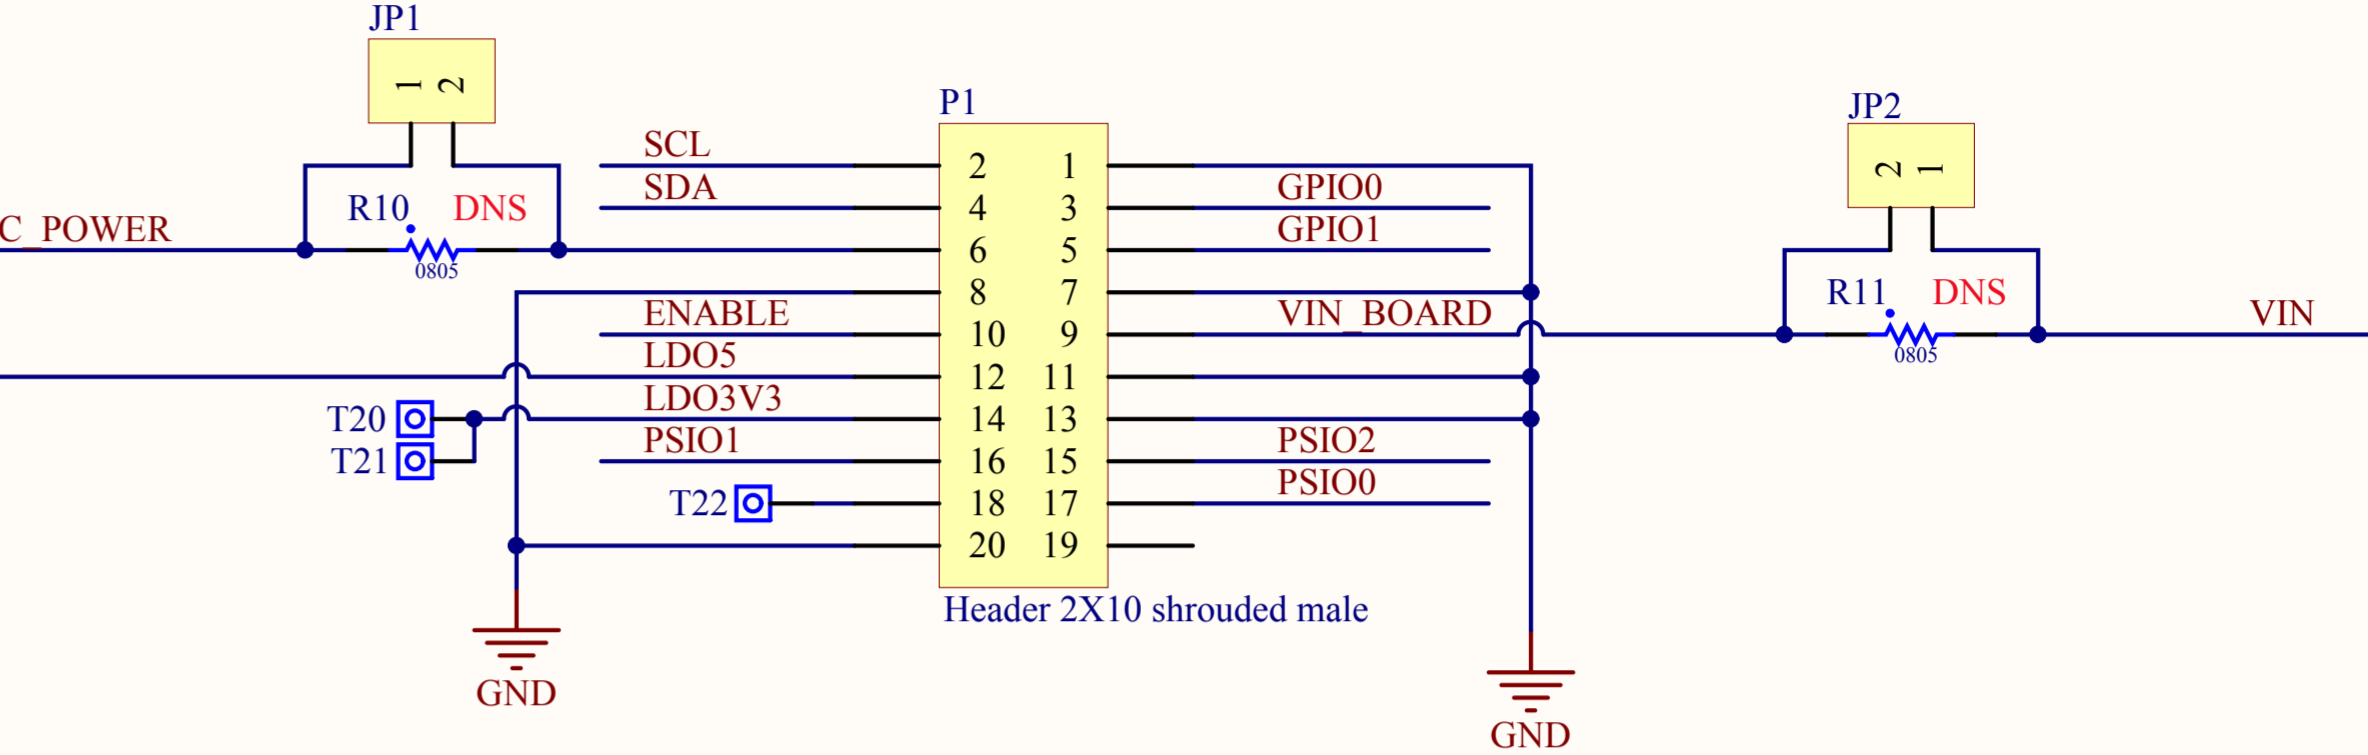 JP1
1 2
R10 DNS
0805
C_POWER
P1
SCL 2 1
SDA 4 3 GPIO0
6 5 GPIO1
8 7
ENABLE 10 9 VIN_BOARD
LDO5 12 11
LDO3V3 14 13
PSIO1 16 15 PSIO2
18 17 PSIO0
20 19
T20
T21
T22
Header 2X10 shrouded male
GND
GND
JP2
2 1
R11 DNS
0805
VIN